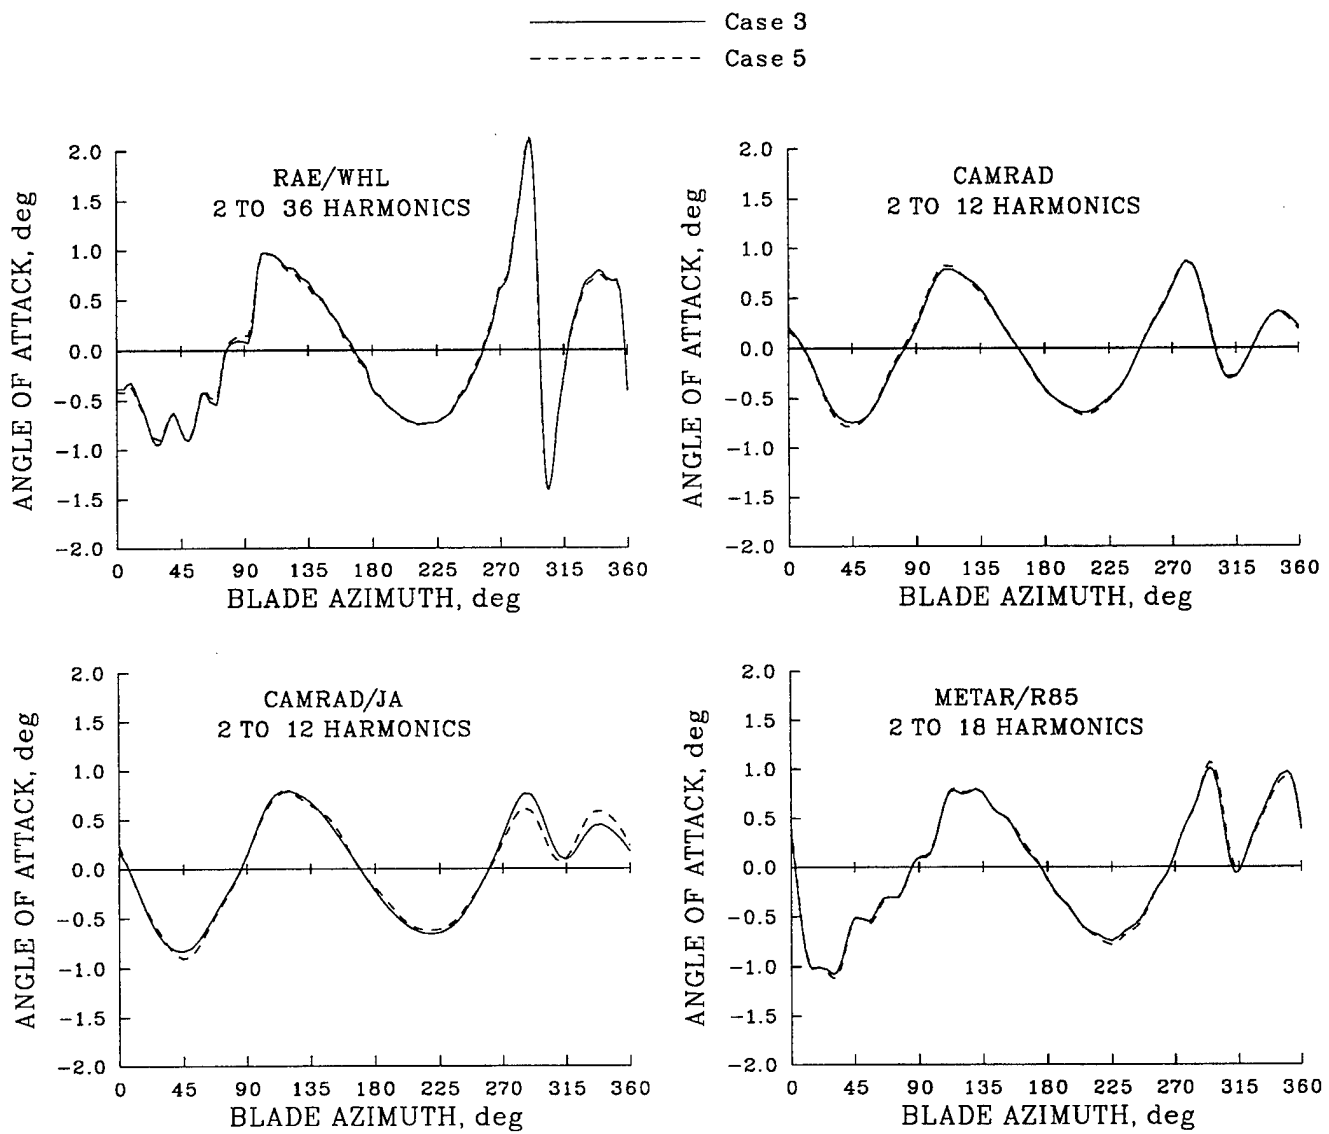 Case 3
Case 5
RAE/WHL
2 TO 36 HARMONICS
ANGLE OF ATTACK, deg
2.0
1.0
0.5
0.0
-0.5
-1.0
-1.5
-2.0
0 45 90 135 180 225 270 315 360
BLADE AZIMUTH, deg
CAMRAD
2 TO 12 HARMONICS
ANGLE OF ATTACK, deg
2.0
1.5
1.0
0.5
0.0
-0.5
-1.0
-1.5
-2.0
0 45 90 135 180 225 270 315 360
BLADE AZIMUTH, deg
CAMRAD/JA
2 TO 12 HARMONICS
ANGLE OF ATTACK, deg
2.0
1.5
1.0
0.5
0.0
-0.5
-1.0
-1.5
-2.0
0 45 90 135 180 225 270 315 360
BLADE AZIMUTH, deg
METAR/R85
2 TO 18 HARMONICS
ANGLE OF ATTACK, deg
2.0
1.5
1.0
0.5
0.0
-0.5
-1.0
-1.5
-2.0
0 45 90 135 180 225 270 315 360
BLADE AZIMUTH, deg